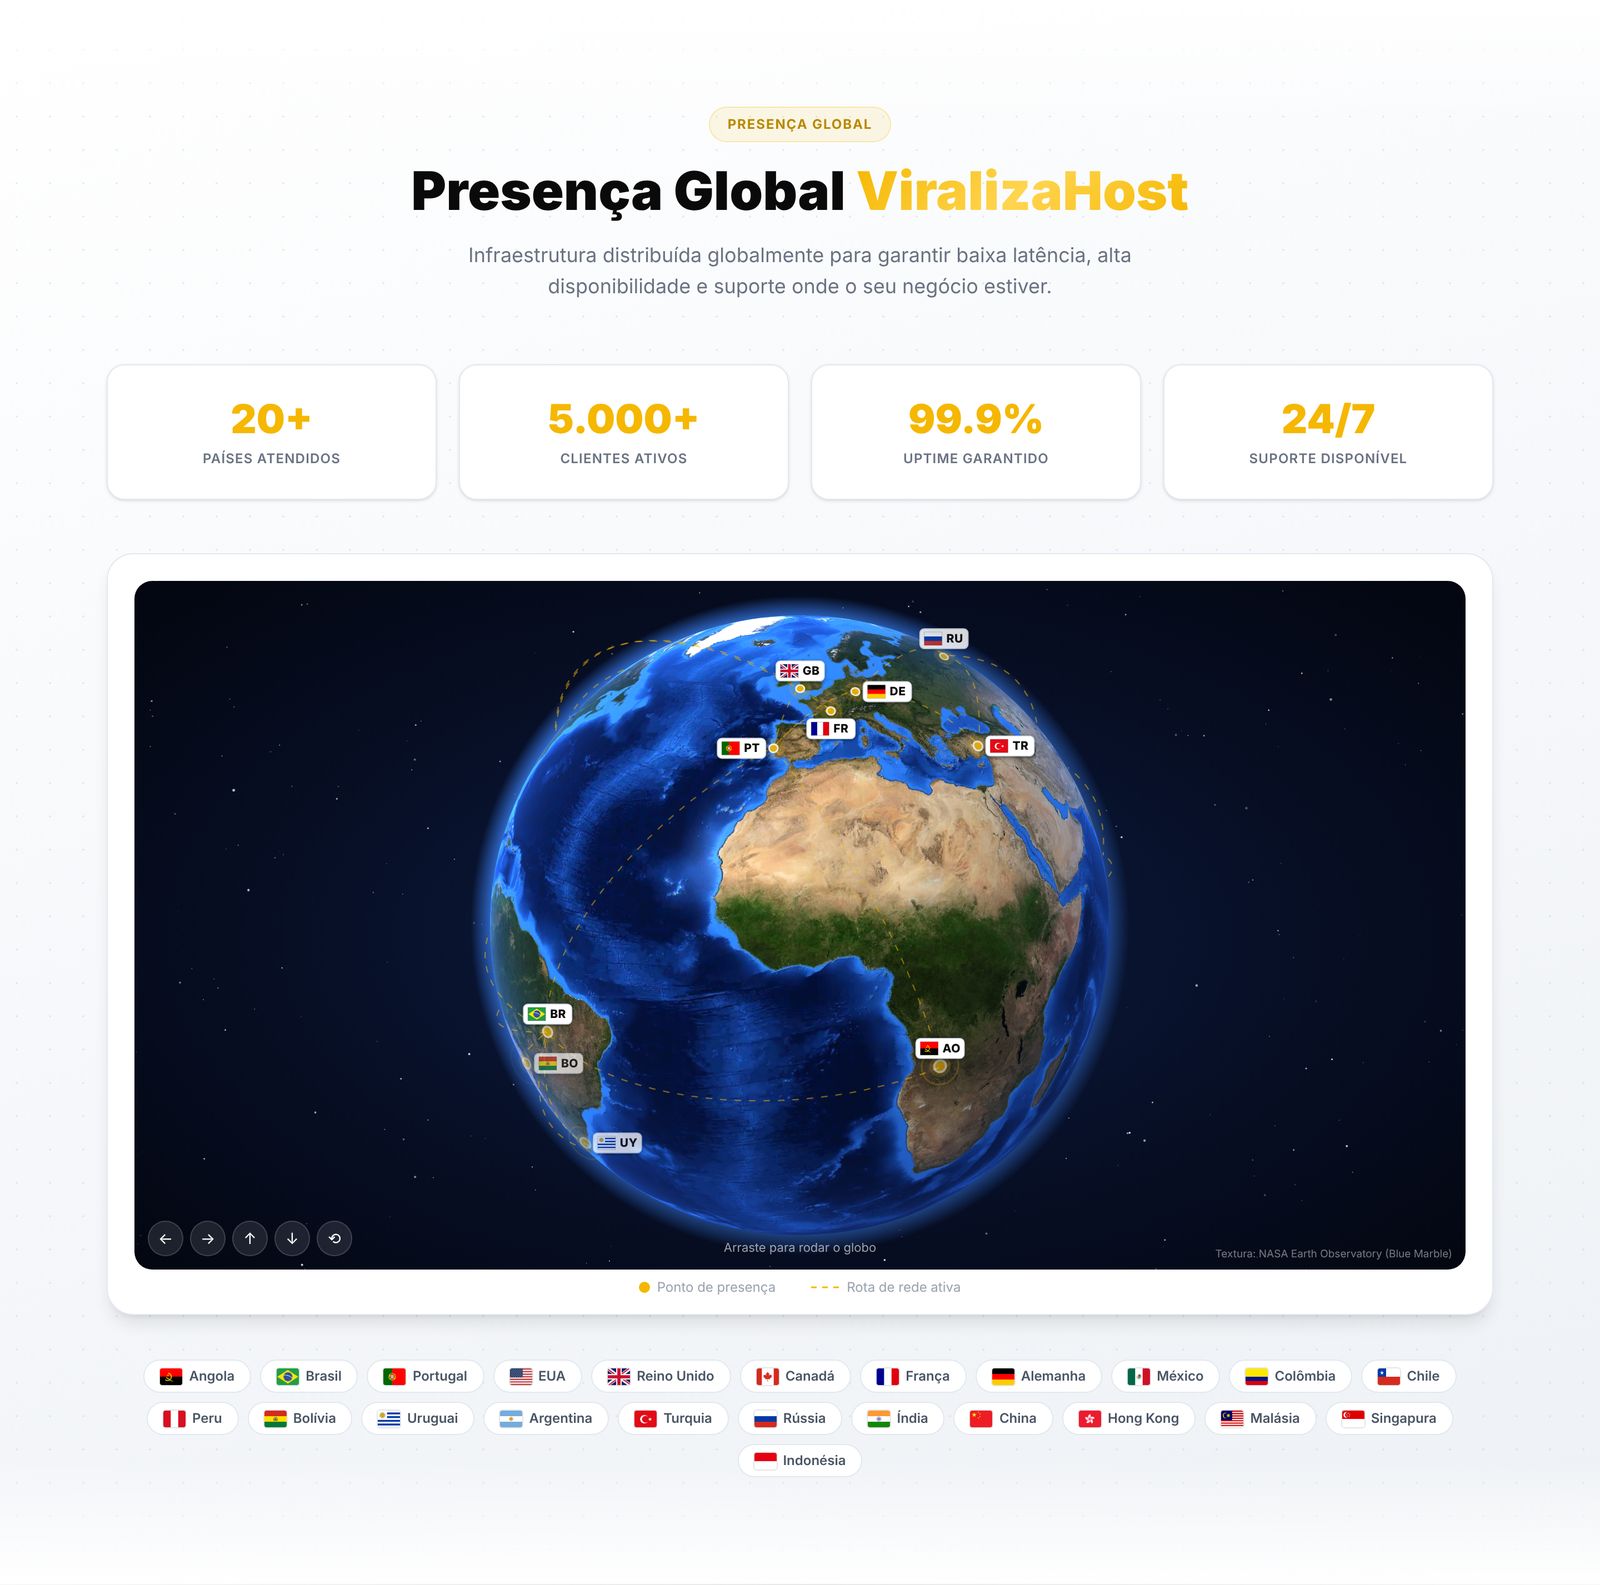 PRESENÇA GLOBAL
Presença Global ViralizaHost
Infraestrutura distribuída globalmente para garantir baixa latência, alta
disponibilidade e suporte onde o seu negócio estiver.
20+
PAÍSES ATENDIDOS
5.000+
CLIENTES ATIVOS
99.9%
UPTIME GARANTIDO
24/7
SUPORTE DISPONÍVEL
RU
GB
DE
FR
PT
TR
BR
AO
BO
UY
← → ↑ ↓ ⟲
Arraste para rodar o globo
Textura: NASA Earth Observatory (Blue Marble)
Ponto de presença
Rota de rede ativa
Angola Brasil Portugal EUA Reino Unido Canadá França Alemanha México Colômbia Chile
Peru Bolívia Uruguai Argentina Turquia Rússia Índia China Hong Kong Malásia Singapura
Indonésia